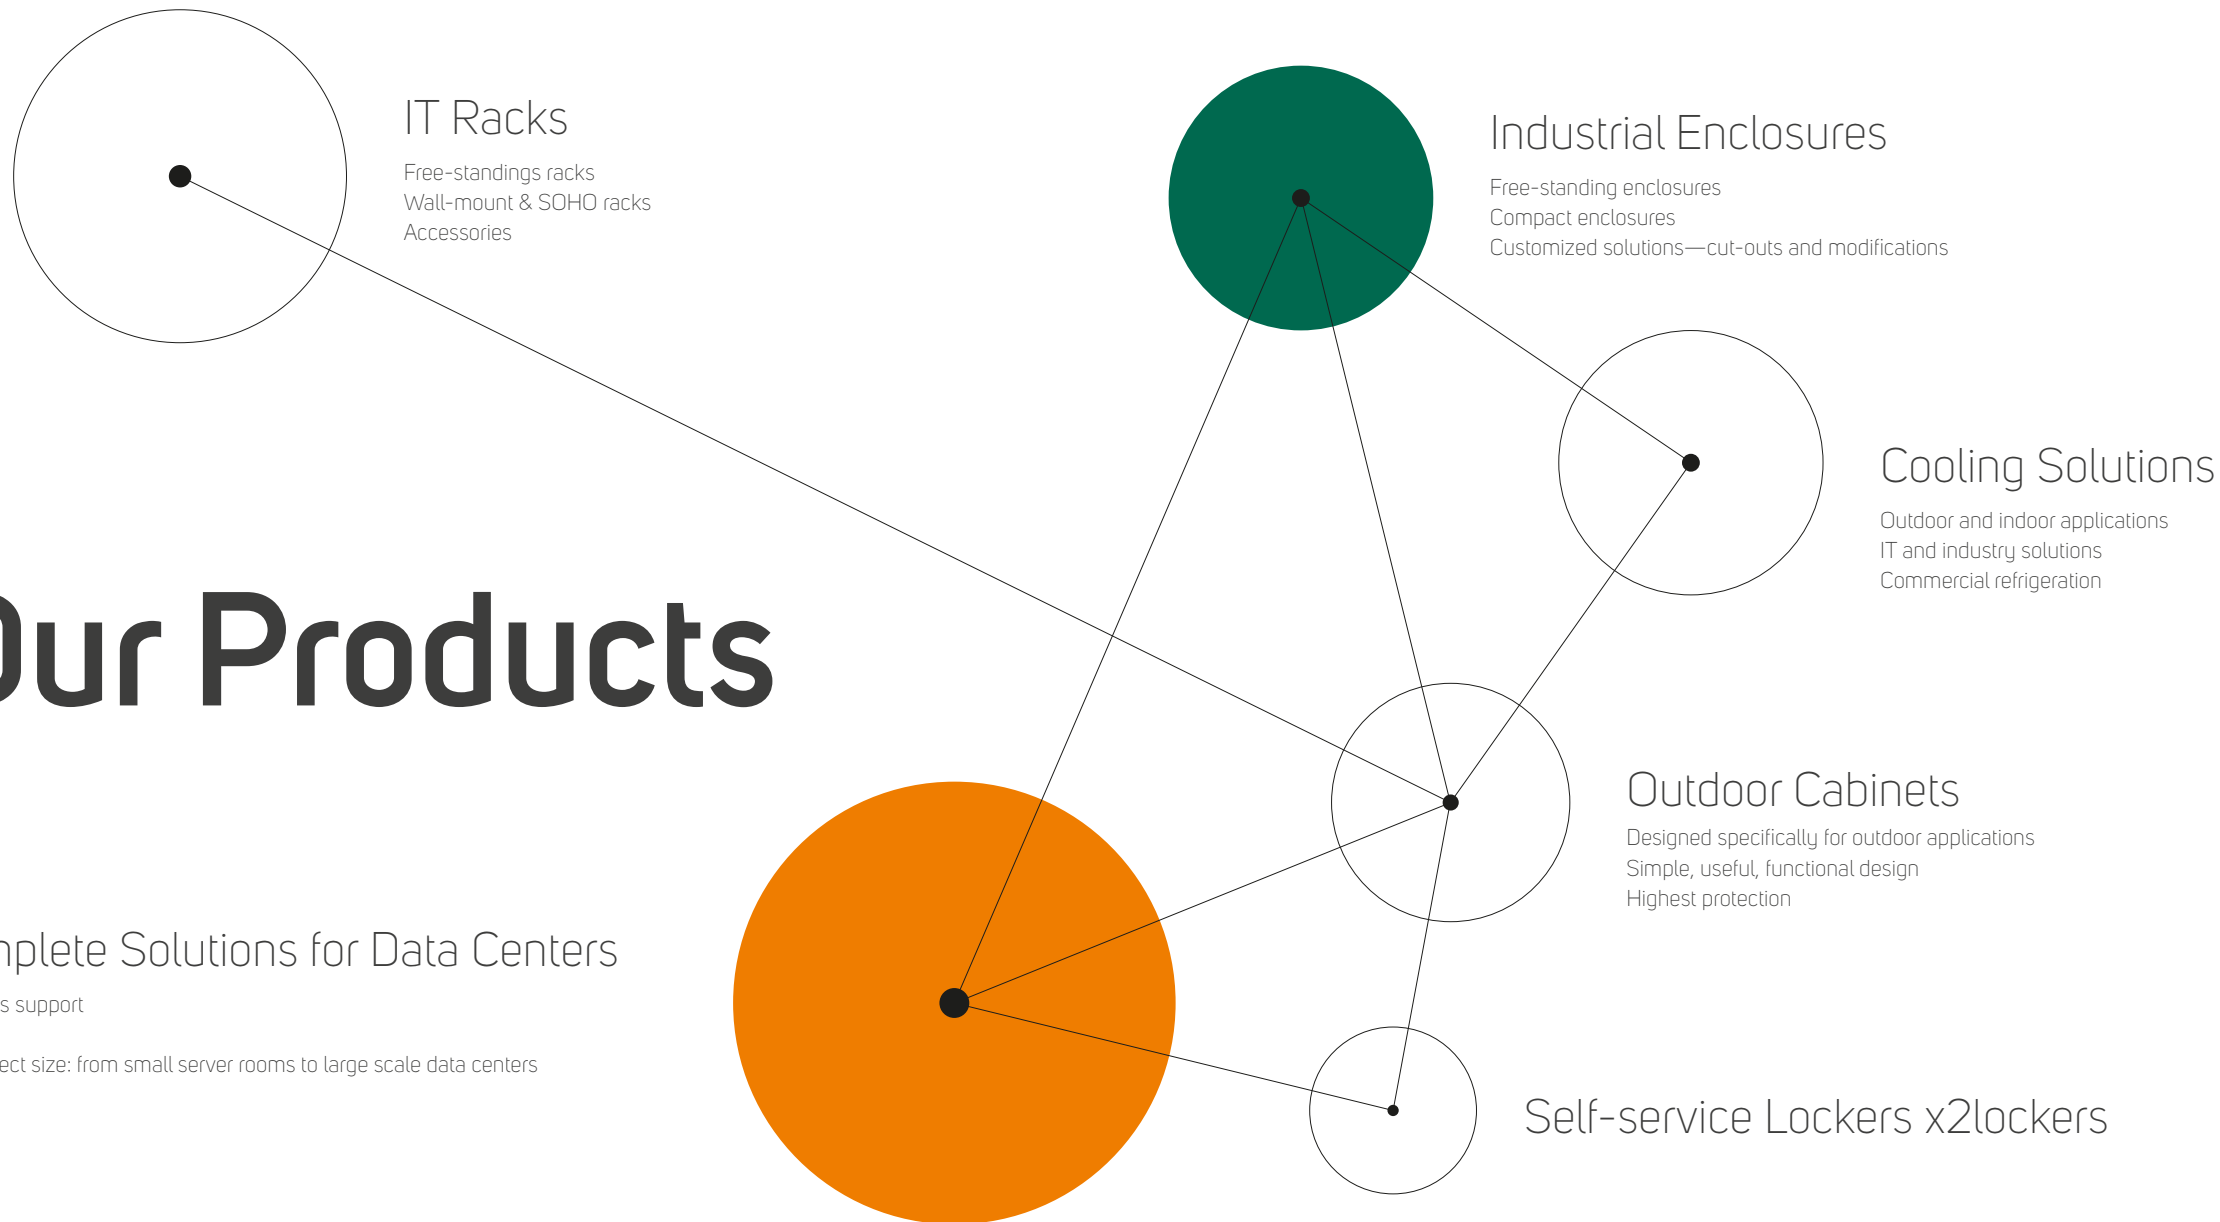 IT Racks
Free-standings racks
Wall-mount & SOHO racks
Accessories
Industrial Enclosures
Free-standing enclosures
Compact enclosures
Customized solutions—cut-outs and modifications
Cooling Solutions
Outdoor and indoor applications
IT and industry solutions
Commercial refrigeration
Our Products
Outdoor Cabinets
Designed specifically for outdoor applications
Simple, useful, functional design
Highest protection
mplete Solutions for Data Centers
s support
ect size: from small server rooms to large scale data centers
Self-service Lockers x2lockers